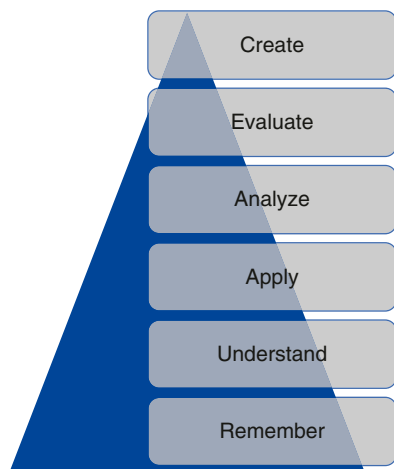 Create
Evaluate
Analyze
Apply
Understand
Remember